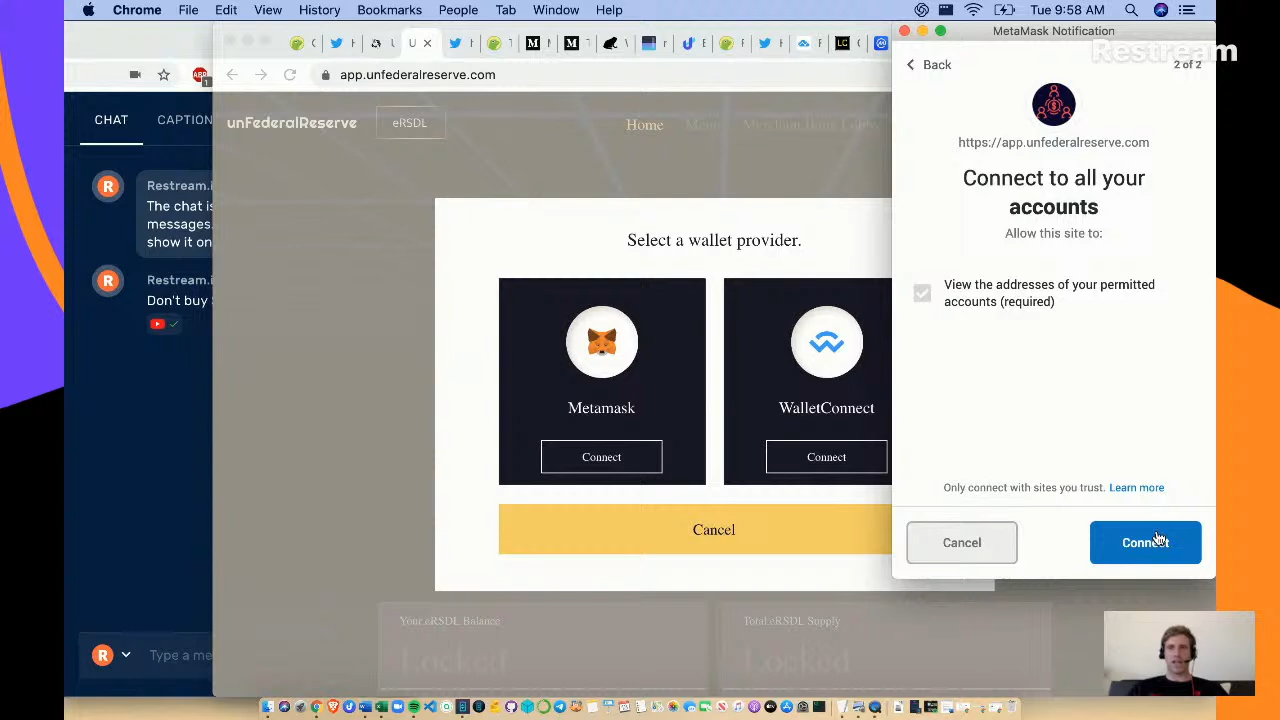 Chrome File Edit View History Bookmarks People Tab Window Help
Tue 9:58 AM
MetaMask Notification
Restream
app.unfederalreserve.com
Back
2 of 2
CHAT
CAPTION
unFederalReserve
eRSDL
Home
https://app.unfederalreserve.com
Connect to all your
accounts
Allow this site to:
Restream.i
The chat is
messages.
show it on
Select a wallet provider.
Restream.i
Don't buy
View the addresses of your permitted
accounts (required)
Metamask
WalletConnect
Connect
Connect
Only connect with sites you trust. Learn more
Cancel
Cancel
Connect
Your eRSDL Balance
Total eRSDL Supply
Locked
Locked
Type a me